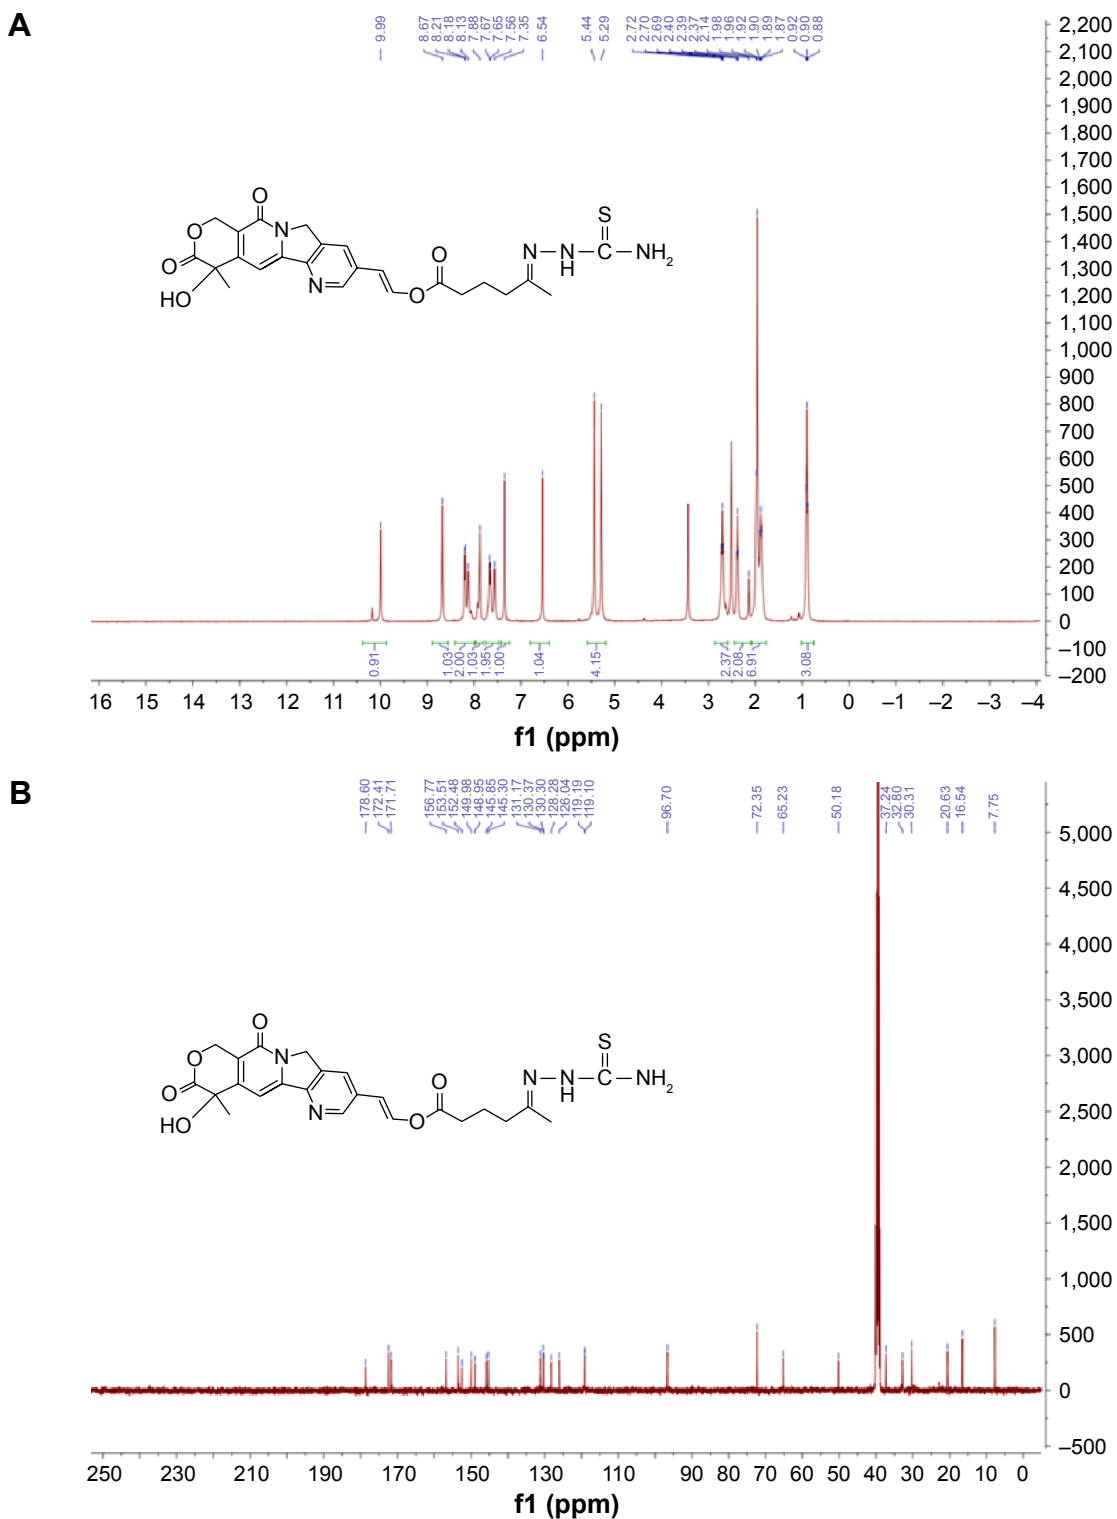 A
9.99 8.67 8.21 8.18 8.13 7.88 7.67 7.65 7.56 7.35 6.54 5.44 5.29 2.72 2.70 2.69 2.40 2.39 2.37 2.14 1.98 1.96 1.92 1.90 1.89 1.87 0.92 0.90 0.88
2,200
2,100
2,000
1,900
1,800
1,700
1,600
1,500
1,400
1,300
1,200
1,100
1,000
900
800
700
600
500
400
300
200
100
0
–100
–200
O
O
N
O
HO
N
O
O
N
NH
S
C
NH2
0.91 1.03 2.00 1.03 1.95 1.00 1.04 4.15 2.37 2.08 6.91 3.08
16 15 14 13 12 11 10 9 8 7 6 5 4 3 2 1 0 –1 –2 –3 –4
f1 (ppm)
B
178.60 172.41 171.71 156.77 153.51 152.48 149.98 148.95 145.85 145.30 131.17 130.37 130.30 128.28 126.04 119.19 119.10 96.70 72.35 65.23 50.18 37.24 32.80 30.31 20.63 16.54 7.75
5,000
4,500
4,000
3,500
3,000
2,500
2,000
1,500
1,000
500
0
–500
O
O
N
O
HO
N
O
O
N
NH
S
C
NH2
250 230 210 190 170 150 130 110 90 80 70 60 50 40 30 20 10 0
f1 (ppm)